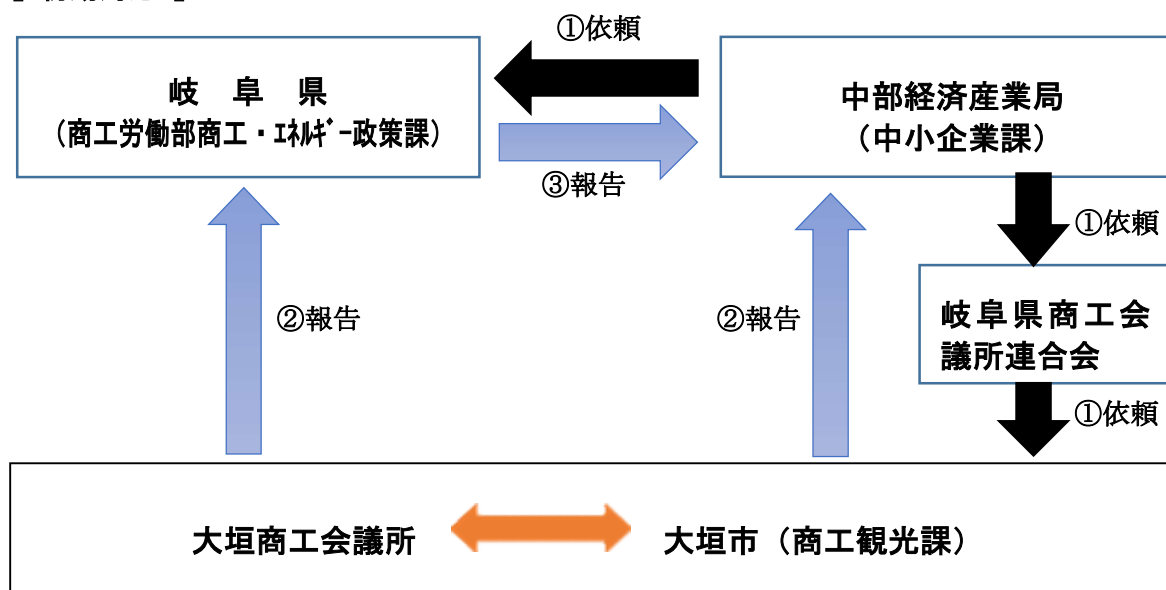 ①依頼
岐阜県
(商工労働部商工・エネルギー政策課)
中部経済産業局
(中小企業課)
③報告
①依頼
②報告
②報告
岐阜県商工会
議所連合会
①依頼
大垣商工会議所
大垣市(商工観光課)